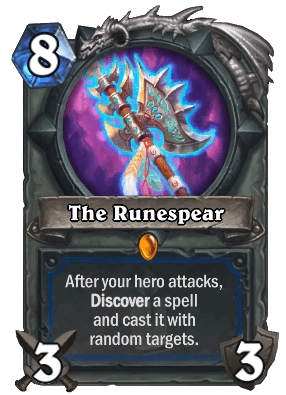 8
The Runespear
After your hero attacks,
Discover a spell
and cast it with
random targets.
3 3